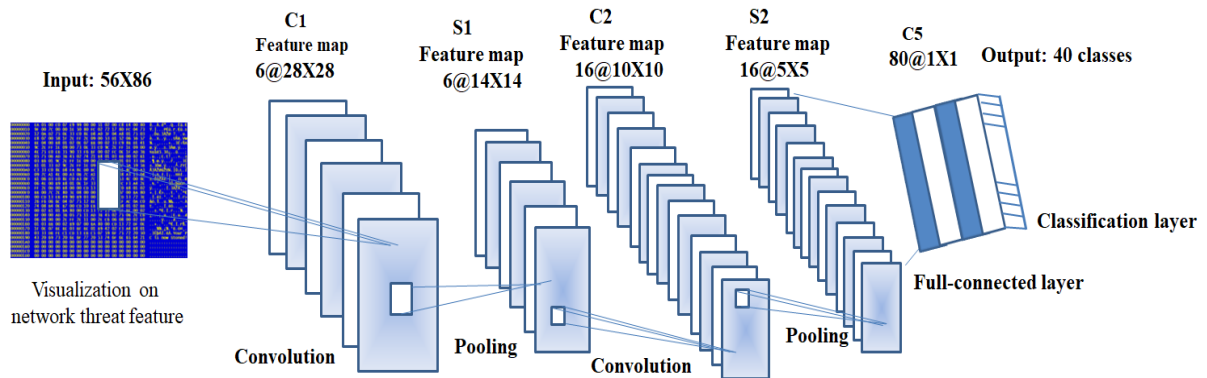 Input: 56X86
C1
Feature map
6@28X28
S1
Feature map
6@14X14
C2
Feature map
16@10X10
S2
Feature map
16@5X5
C5
80@1X1
Output: 40 classes
Visualization on
network threat feature
Convolution
Pooling
Convolution
Pooling
Full-connected layer
Classification layer